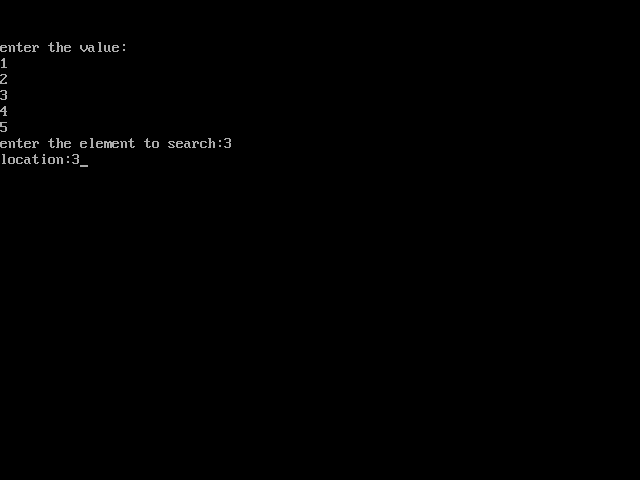 enter the value:
1
2
3
4
5
enter the element to search:3
location:3_